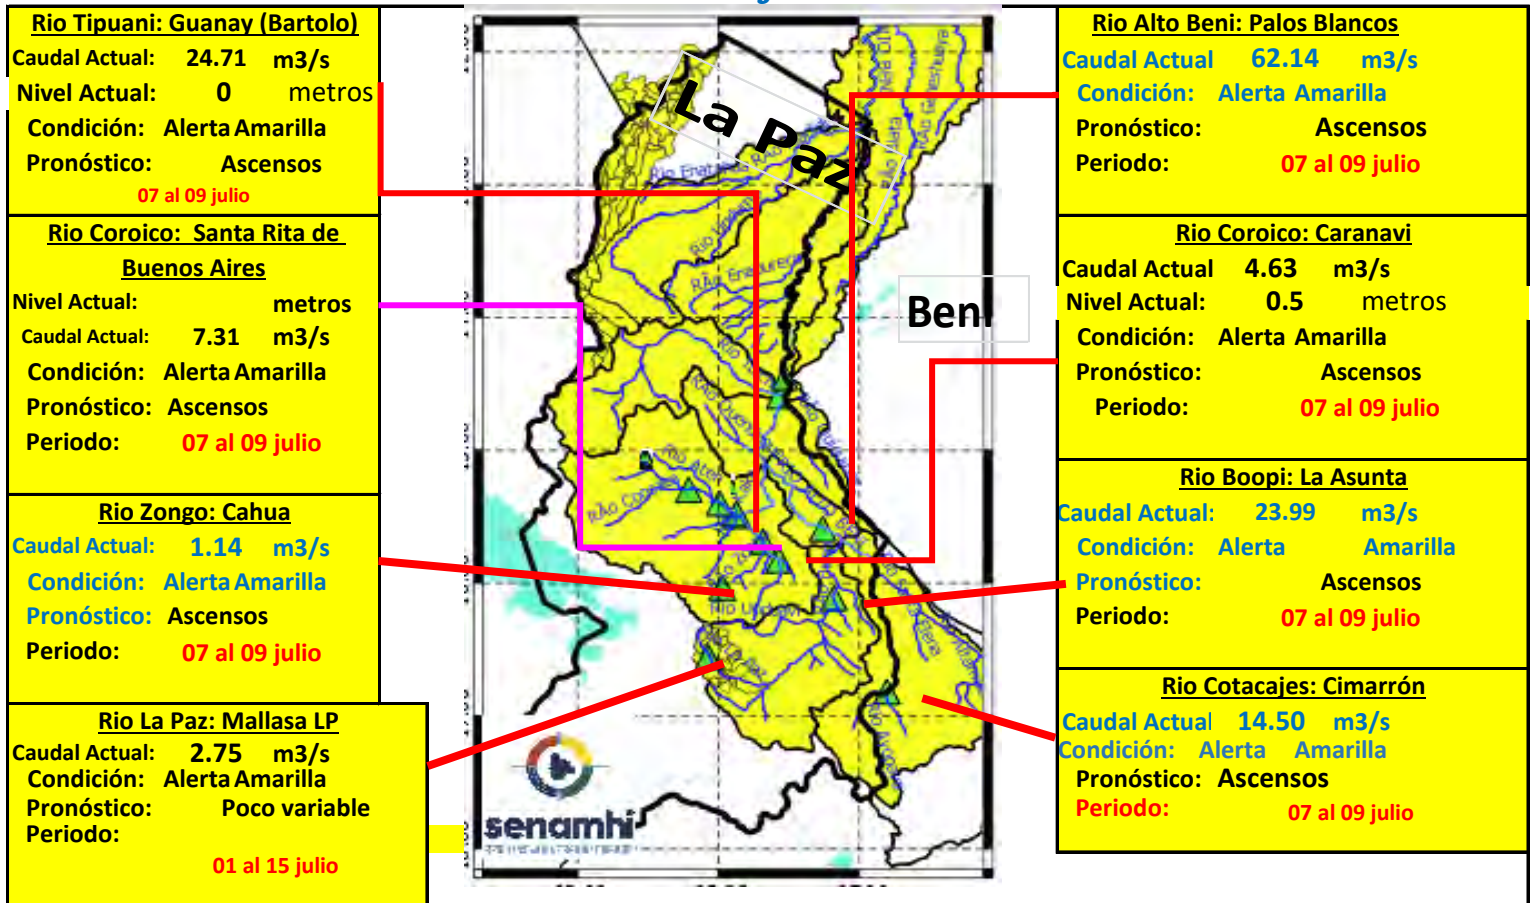 Rio Tipuani: Guanay (Bartolo)
Caudal Actual: 24.71 m3/s
Nivel Actual: 0 metros
Condición: Alerta Amarilla
Pronóstico: Ascensos
07 al 09 julio
Rio Coroico: Santa Rita de
Buenos Aires
Nivel Actual: metros
Caudal Actual: 7.31 m3/s
Condición: Alerta Amarilla
Pronóstico: Ascensos
Periodo: 07 al 09 julio
Rio Zongo: Cahua
Caudal Actual: 1.14 m3/s
Condición: Alerta Amarilla
Pronóstico: Ascensos
Periodo: 07 al 09 julio
Rio La Paz: Mallasa LP
Caudal Actual: 2.75 m3/s
Condición: Alerta Amarilla
Pronóstico: Poco variable
Periodo:
01 al 15 julio
La Paz
Beni
senamhi
Rio Alto Beni: Palos Blancos
Caudal Actual 62.14 m3/s
Condición: Alerta Amarilla
Pronóstico: Ascensos
Periodo: 07 al 09 julio
Rio Coroico: Caranavi
Caudal Actual 4.63 m3/s
Nivel Actual: 0.5 metros
Condición: Alerta Amarilla
Pronóstico: Ascensos
Periodo: 07 al 09 julio
Rio Boopi: La Asunta
Caudal Actual: 23.99 m3/s
Condición: Alerta Amarilla
Pronóstico: Ascensos
Periodo: 07 al 09 julio
Rio Cotacajes: Cimarrón
Caudal Actual 14.50 m3/s
Condición: Alerta Amarilla
Pronóstico: Ascensos
Periodo: 07 al 09 julio